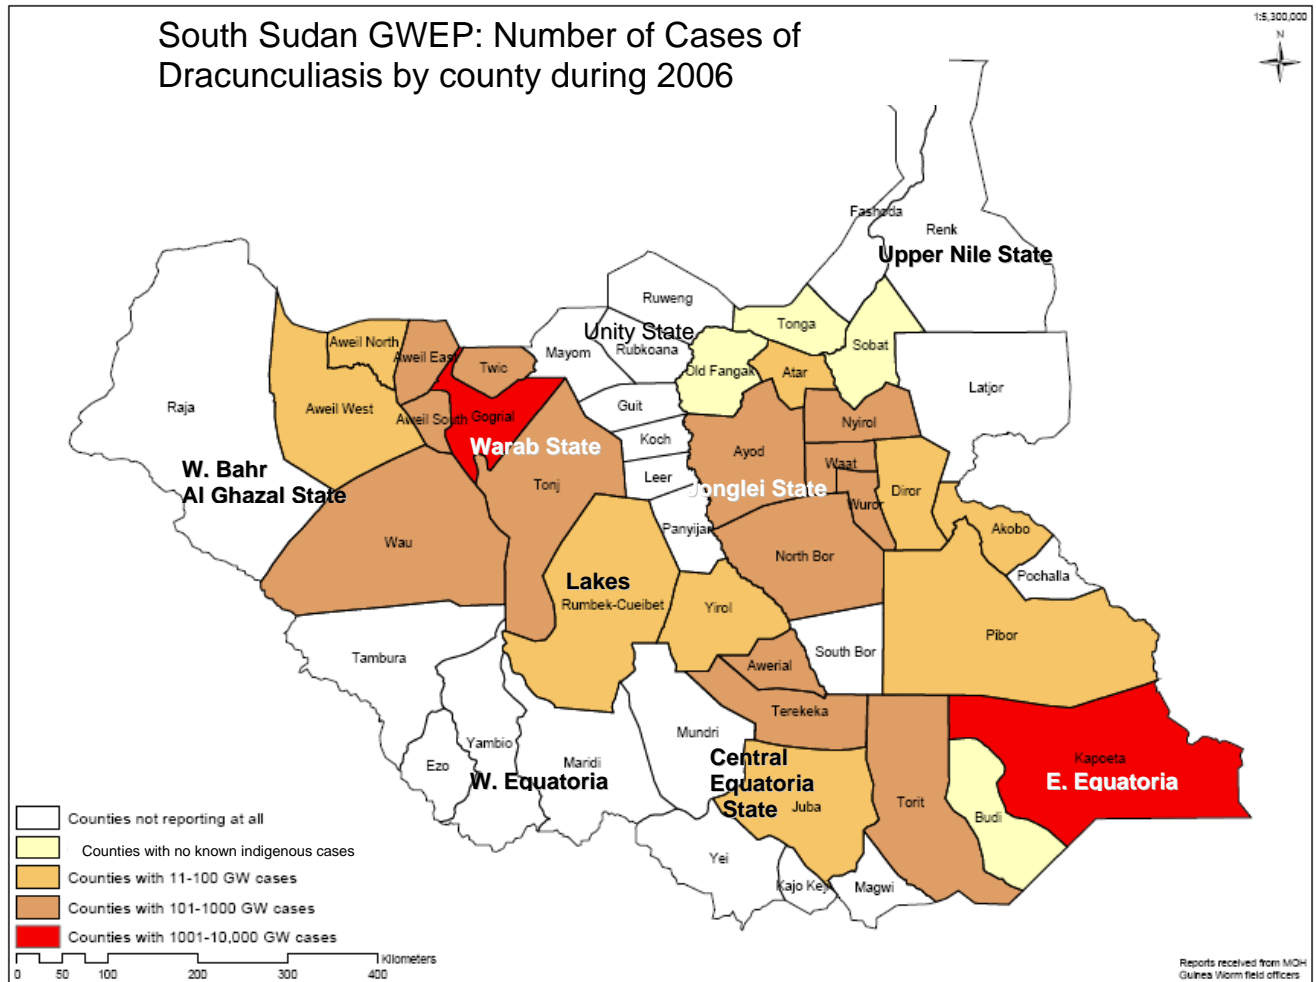 South Sudan GWEP: Number of Cases of
Dracunculiasis by county during 2006
1:5,300,000
N
Fashoda
Renk
Upper Nile State
Ruweng
Tonga
Unity State
Aweil North
Sobat
Rubkoana
Mayom
Aweil East
Twic
Old Fangak
Atar
Latjor
Raja
Aweil West
Guit
Aweil South
Gogrial
Nyirol
Koch
Warab State
Ayod
Waat
W. Bahr
Al Ghazal State
Leer
Tonj
Jonglei State
Diror
Wuror
Panyijar
Akobo
Wau
North Bor
Pochalla
Lakes
Rumbek-Cueibet
Yirol
Pibor
Tambura
South Bor
Awerial
Terekeka
Mundri
Yambio
Ezo
Maridi
Central
Equatoria
State
Kapoeta
W. Equatoria
E. Equatoria
Juba
Torit
Budi
Yei
Kajo Keji
Magwi
Counties not reporting at all
Counties with no known indigenous cases
Counties with 11-100 GW cases
Counties with 101-1000 GW cases
Counties with 1001-10,000 GW cases
Kilometers
0 50 100 200 300 400
Reports received from MOH
Guinea Worm field officers